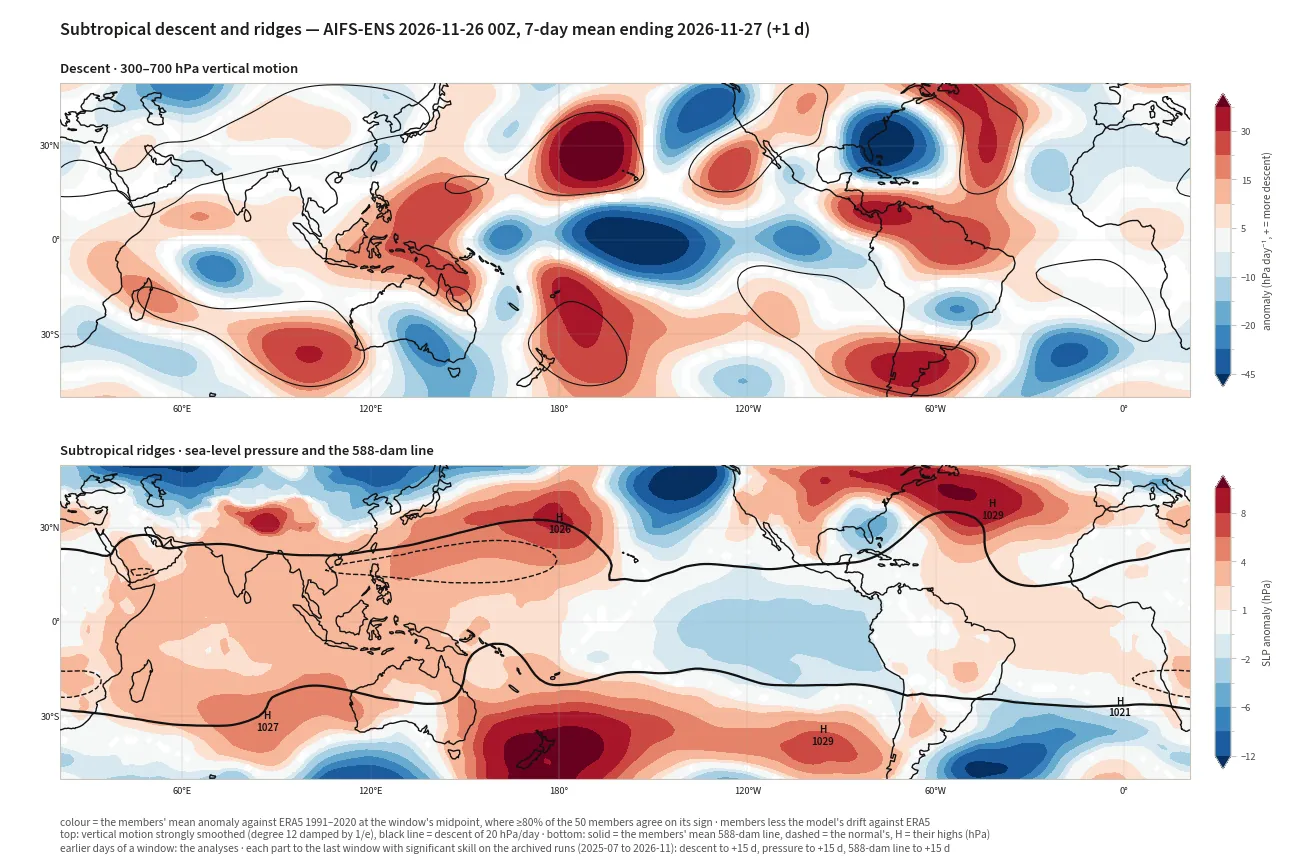 Subtropical descent and ridges — AIFS-ENS 2026-11-26 00Z, 7-day mean ending 2026-11-27 (+1 d)
Descent · 300–700 hPa vertical motion
30°N
0°
30°S
60°E
120°E
180°
120°W
60°W
0°
30
15
5
−10
−20
−45
anomaly (hPa day⁻¹, + = more descent)
Subtropical ridges · sea-level pressure and the 588-dam line
30°N
0°
30°S
H
1026
H
1029
H
1027
H
1029
H
1021
60°E
120°E
180°
120°W
60°W
0°
8
4
1
−2
−6
−12
SLP anomaly (hPa)
colour = the members' mean anomaly against ERA5 1991–2020 at the window's midpoint, where ≥80% of the 50 members agree on its sign · members less the model's drift against ERA5
top: vertical motion strongly smoothed (degree 12 damped by 1/e), black line = descent of 20 hPa/day · bottom: solid = the members' mean 588-dam line, dashed = the normal's, H = their highs (hPa)
earlier days of a window: the analyses · each part to the last window with significant skill on the archived runs (2025-07 to 2026-11): descent to +15 d, pressure to +15 d, 588-dam line to +15 d